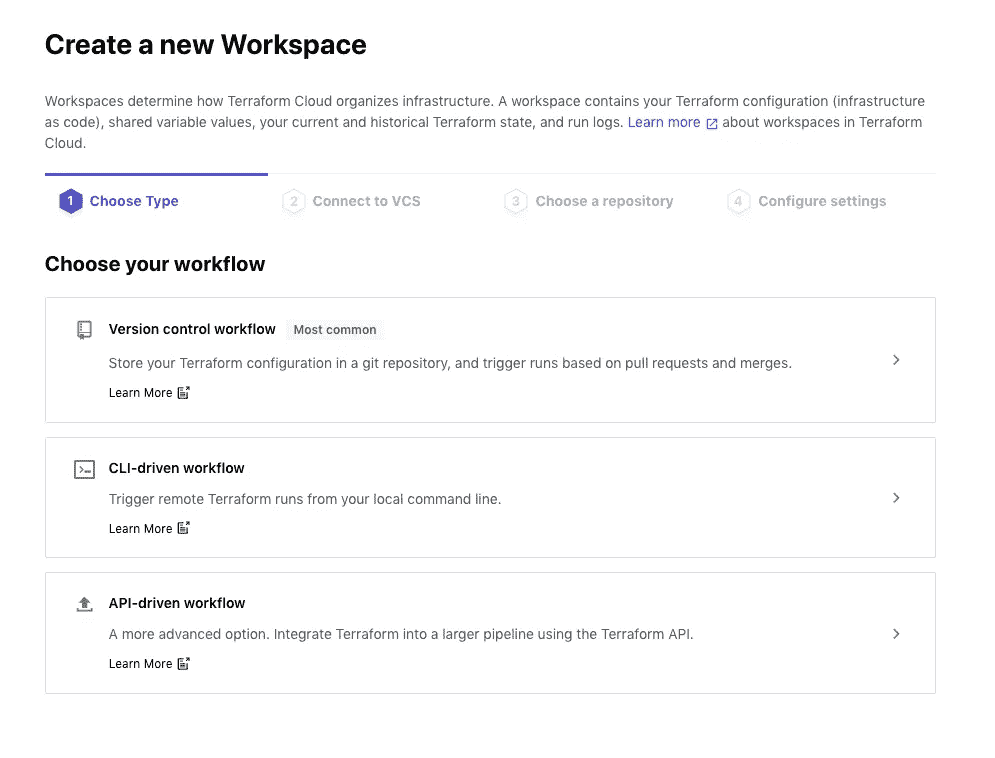 Create a new Workspace
Workspaces determine how Terraform Cloud organizes infrastructure. A workspace contains your Terraform configuration (infrastructure
as code), shared variable values, your current and historical Terraform state, and run logs. Learn more about workspaces in Terraform
Cloud.
1 Choose Type
2 Connect to VCS
3 Choose a repository
4 Configure settings
Choose your workflow
Version control workflow Most common
Store your Terraform configuration in a git repository, and trigger runs based on pull requests and merges.
Learn More
CLI-driven workflow
Trigger remote Terraform runs from your local command line.
Learn More
API-driven workflow
A more advanced option. Integrate Terraform into a larger pipeline using the Terraform API.
Learn More